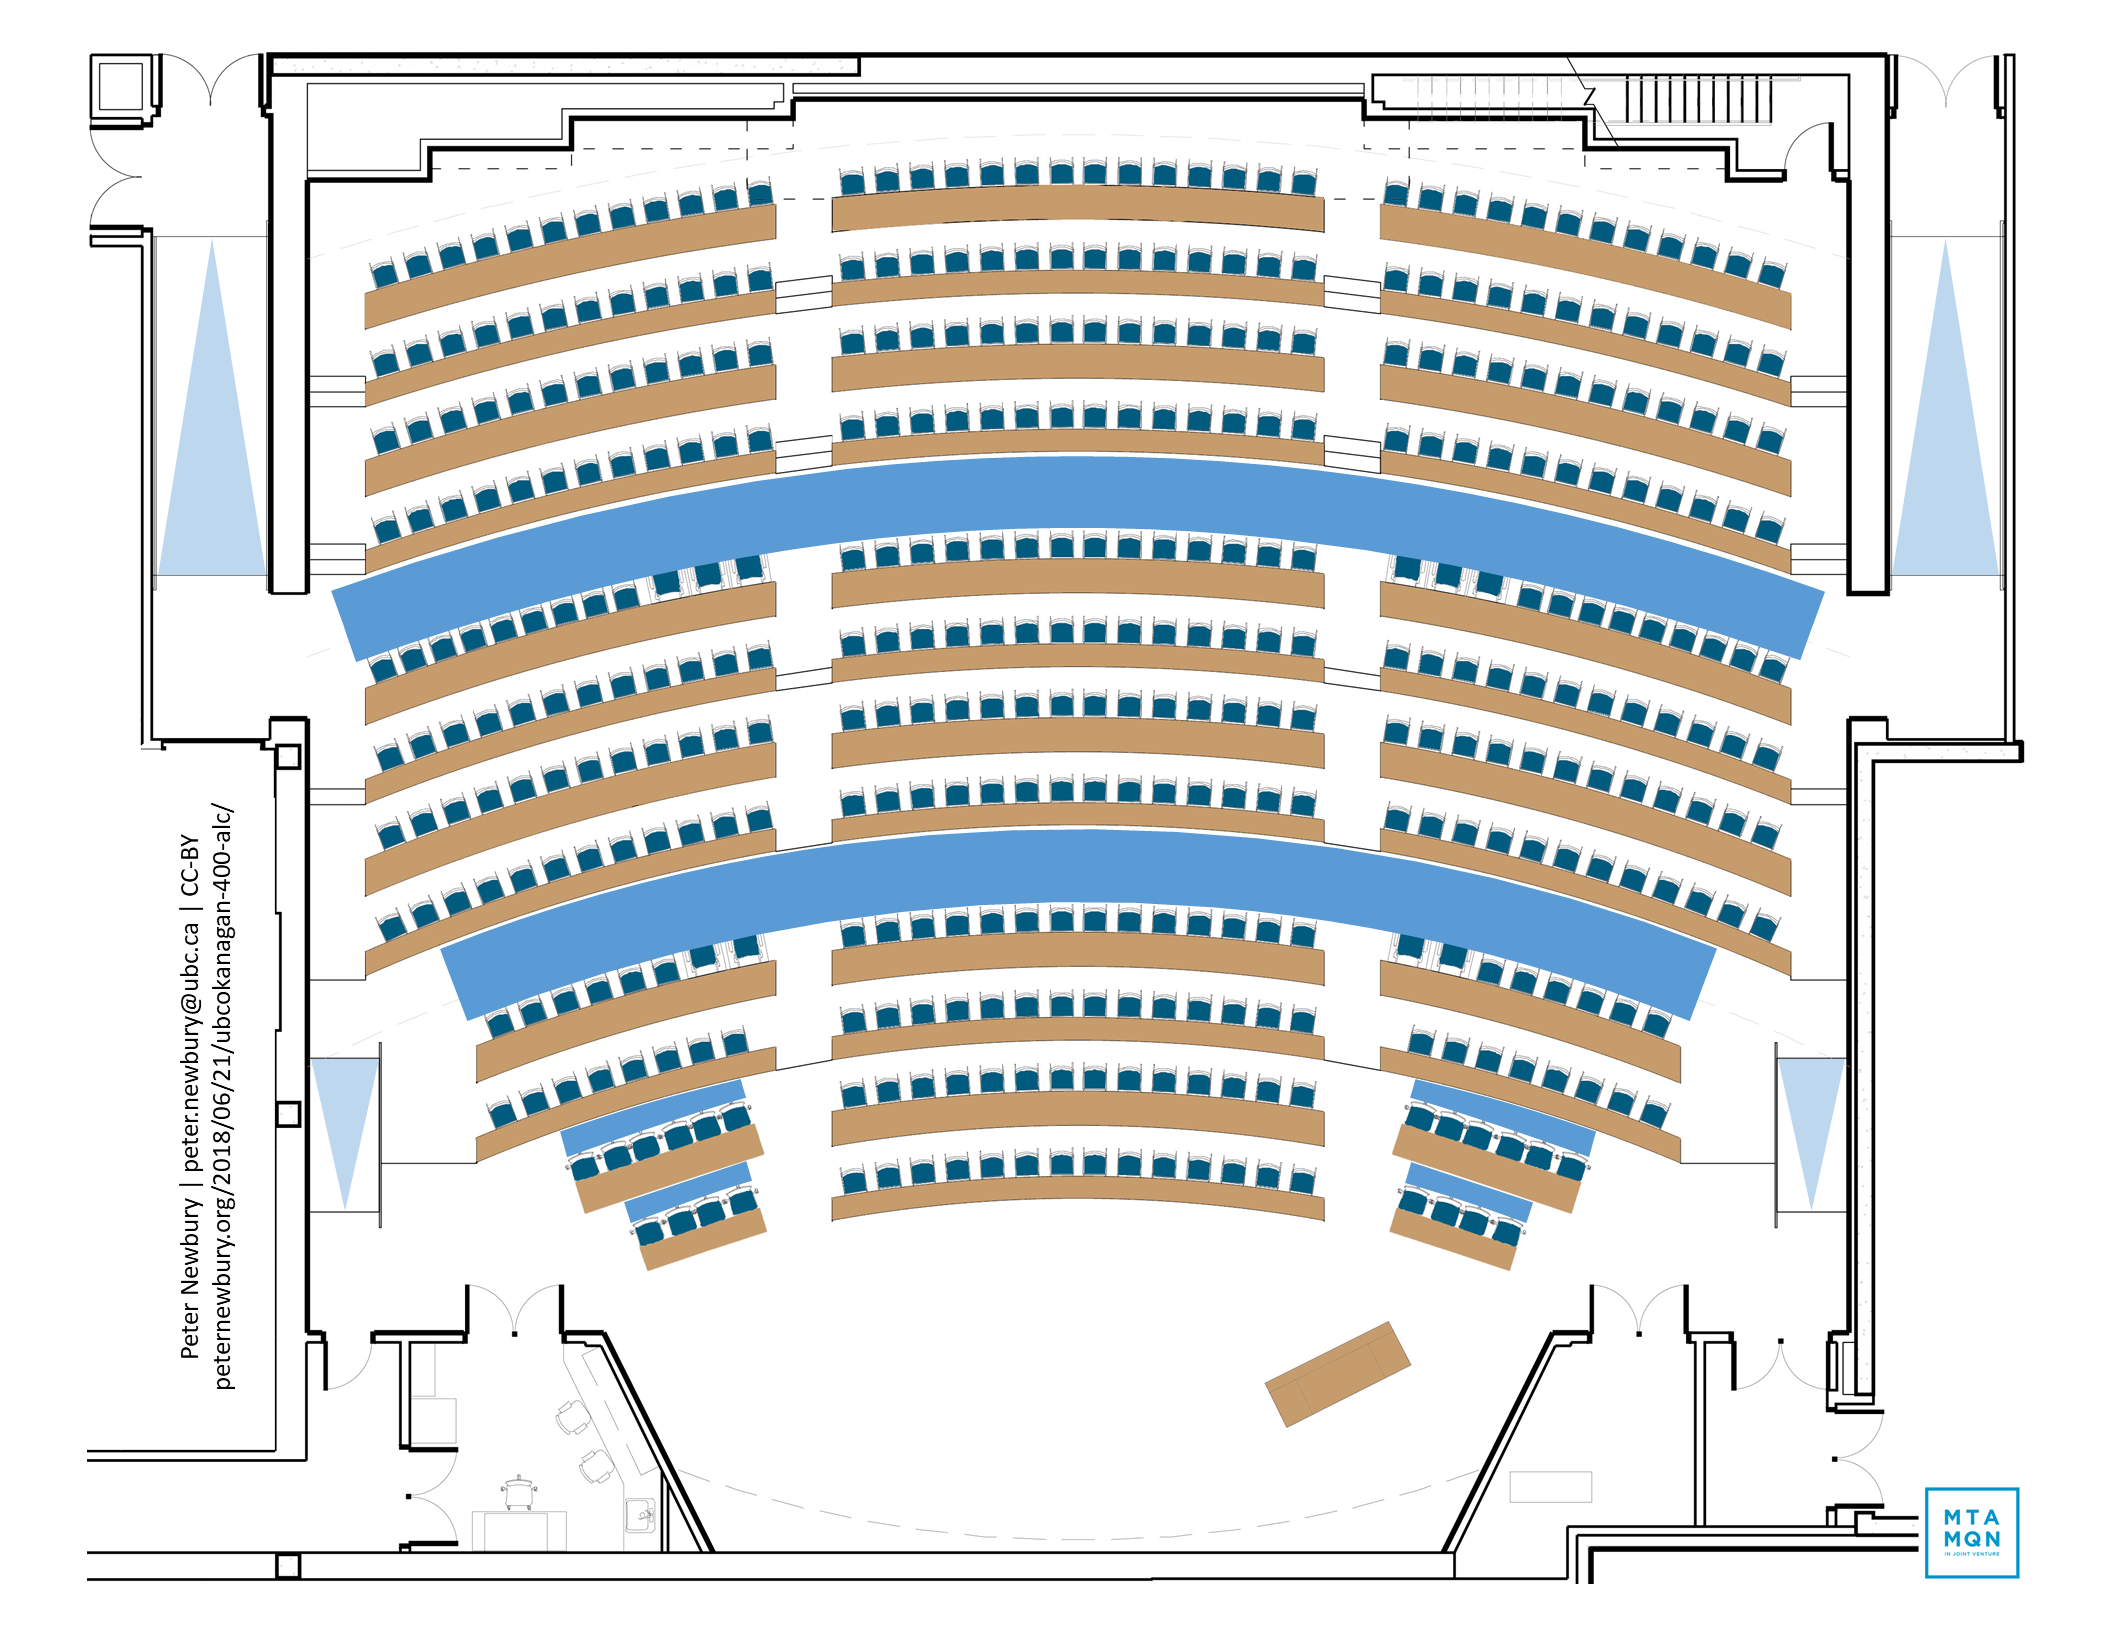 Peter Newbury | peter.newbury@ubc.ca | CC-BY
peternewbury.org/2018/06/21/ubcokanagan-400-alc/
MTA
MQN
IN JOINT VENTURE